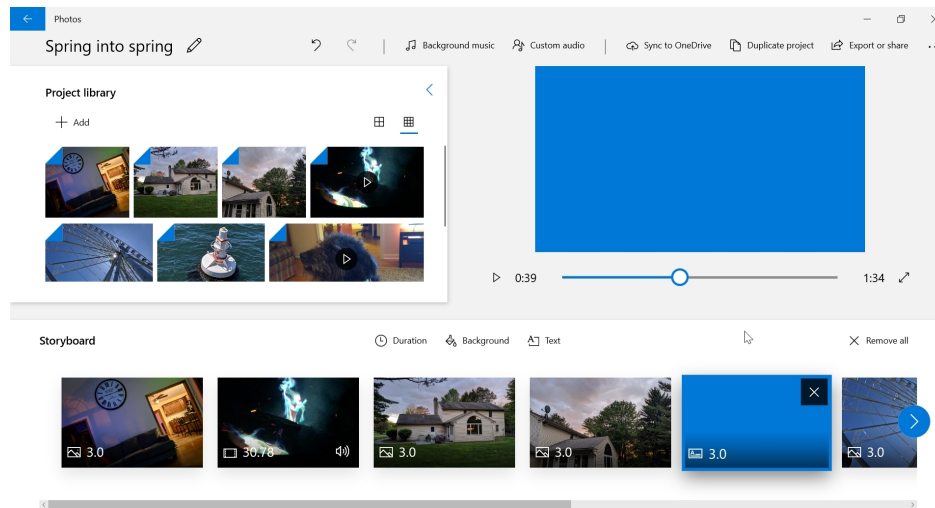 Photos
Spring into spring
Background music Custom audio Sync to OneDrive Duplicate project Export or share
Project library
Add
0:39 1:34
Storyboard Duration Background Text Remove all
3.0 30.78 3.0 3.0 3.0 3.0